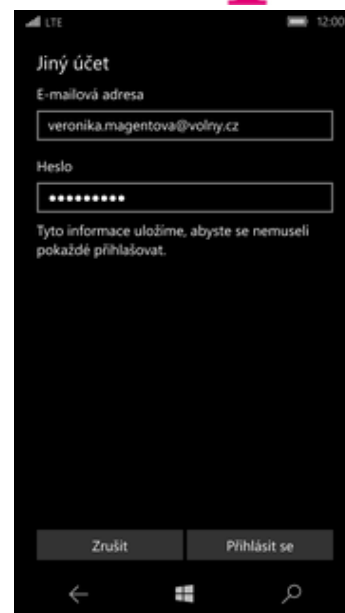 LTE 12:00
Jiný účet
E-mailová adresa
veronika.magentova@volny.cz
Heslo
•••••••••
Tyto informace uložíme, abyste se nemuseli
pokaždé přihlašovat.
Zrušit Přihlásit se